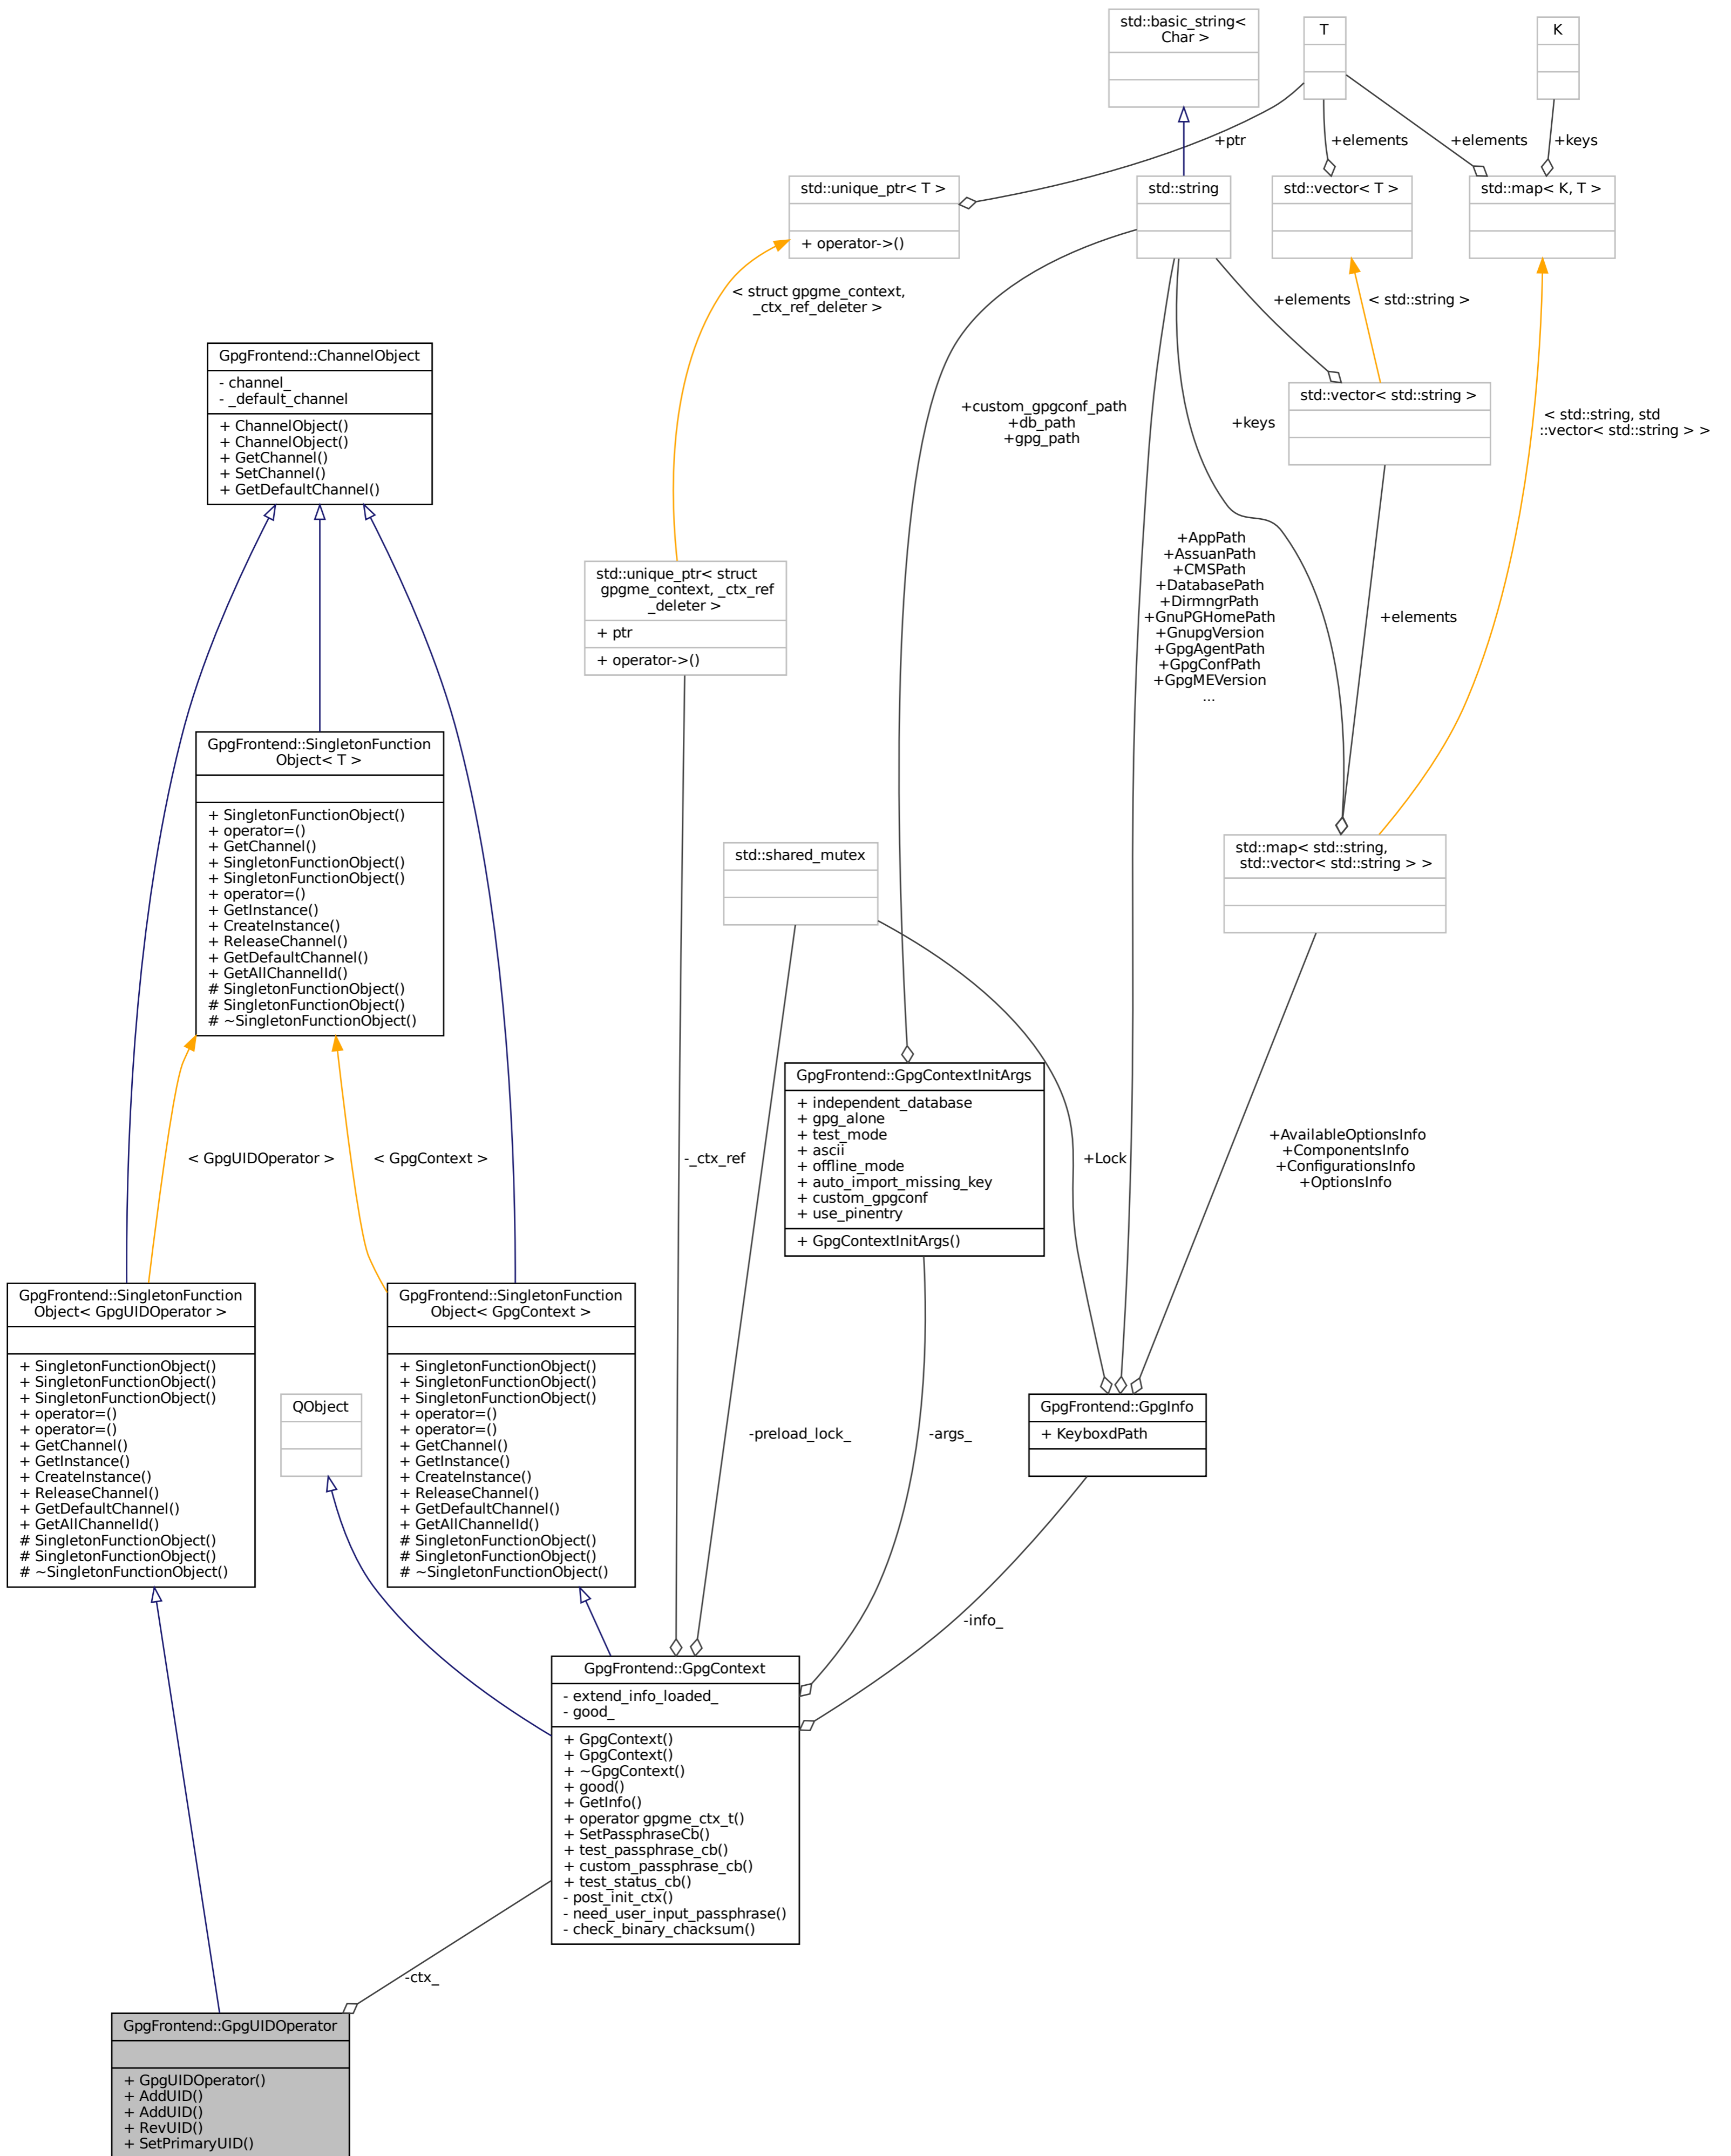 std::basic_string<
Char >
T
K
+ptr
+elements
+elements
+keys
std::unique_ptr< T >
+ operator->()
std::string
std::vector< T >
std::map< K, T >
< struct gpgme_context,
_ctx_ref_deleter >
+elements
< std::string >
GpgFrontend::ChannelObject
- channel_
- _default_channel
+ ChannelObject()
+ ChannelObject()
+ GetChannel()
+ SetChannel()
+ GetDefaultChannel()
+custom_gpgconf_path
+db_path
+gpg_path
+keys
std::vector< std::string >
< std::string, std
::vector< std::string > >
+AppPath
+AssuanPath
+CMSPath
+DatabasePath
+DirmngrPath
+GnuPGHomePath
+GnupgVersion
+GpgAgentPath
+GpgConfPath
+GpgMEVersion
...
+elements
std::unique_ptr< struct
gpgme_context, _ctx_ref
_deleter >
+ ptr
+ operator->()
GpgFrontend::SingletonFunction
Object< T >
+ SingletonFunctionObject()
+ operator=()
+ GetChannel()
+ SingletonFunctionObject()
+ SingletonFunctionObject()
+ operator=()
+ GetInstance()
+ CreateInstance()
+ ReleaseChannel()
+ GetDefaultChannel()
+ GetAllChannelId()
# SingletonFunctionObject()
# SingletonFunctionObject()
# ~SingletonFunctionObject()
std::shared_mutex
std::map< std::string,
std::vector< std::string > >
< GpgUIDOperator >
< GpgContext >
-_ctx_ref
GpgFrontend::GpgContextInitArgs
+ independent_database
+ gpg_alone
+ test_mode
+ ascii
+ offline_mode
+ auto_import_missing_key
+ custom_gpgconf
+ use_pinentry
+ GpgContextInitArgs()
+Lock
+AvailableOptionsInfo
+ComponentsInfo
+ConfigurationsInfo
+OptionsInfo
GpgFrontend::SingletonFunction
Object< GpgUIDOperator >
+ SingletonFunctionObject()
+ SingletonFunctionObject()
+ SingletonFunctionObject()
+ operator=()
+ operator=()
+ GetChannel()
+ GetInstance()
+ CreateInstance()
+ ReleaseChannel()
+ GetDefaultChannel()
+ GetAllChannelId()
# SingletonFunctionObject()
# SingletonFunctionObject()
# ~SingletonFunctionObject()
QObject
GpgFrontend::SingletonFunction
Object< GpgContext >
+ SingletonFunctionObject()
+ SingletonFunctionObject()
+ SingletonFunctionObject()
+ operator=()
+ operator=()
+ GetChannel()
+ GetInstance()
+ CreateInstance()
+ ReleaseChannel()
+ GetDefaultChannel()
+ GetAllChannelId()
# SingletonFunctionObject()
# SingletonFunctionObject()
# ~SingletonFunctionObject()
-preload_lock_
-args_
GpgFrontend::GpgInfo
+ KeyboxdPath
-info_
GpgFrontend::GpgContext
- extend_info_loaded_
- good_
+ GpgContext()
+ GpgContext()
+ ~GpgContext()
+ good()
+ GetInfo()
+ operator gpgme_ctx_t()
+ SetPassphraseCb()
+ test_passphrase_cb()
+ custom_passphrase_cb()
+ test_status_cb()
- post_init_ctx()
- need_user_input_passphrase()
- check_binary_chacksum()
-ctx_
GpgFrontend::GpgUIDOperator
+ GpgUIDOperator()
+ AddUID()
+ AddUID()
+ RevUID()
+ SetPrimaryUID()